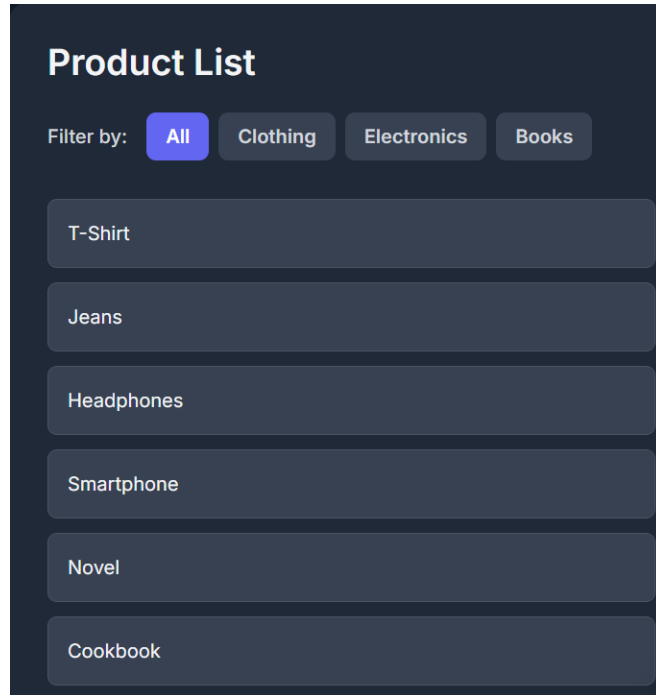 Product List
Filter by: All Clothing Electronics Books
T-Shirt
Jeans
Headphones
Smartphone
Novel
Cookbook